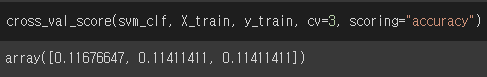 cross_val_score(svm_clf, X_train, y_train, cv=3, scoring="accuracy")
array([0.11676647, 0.11411411, 0.11411411])